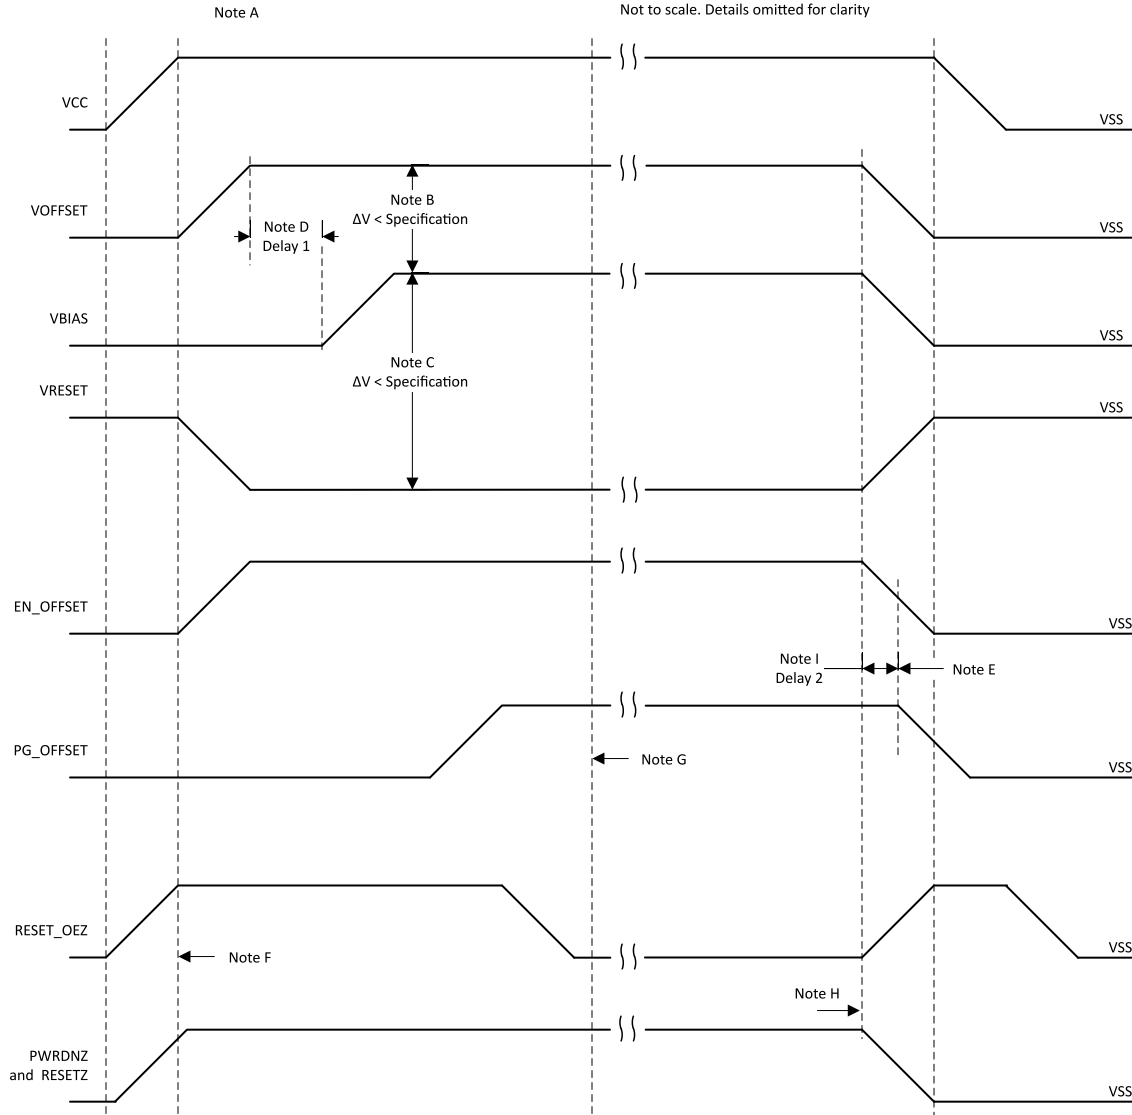 Note A
Not to scale. Details omitted for clarity
VCC
VSS
VOFFSET
Note B
ΔV < Specification
Note D
Delay 1
VSS
VBIAS
VSS
Note C
ΔV < Specification
VRESET
VSS
EN_OFFSET
VSS
Note I
Delay 2
Note E
PG_OFFSET
Note G
VSS
RESET_OEZ
Note F
VSS
Note H
PWRDNZ
and RESETZ
VSS